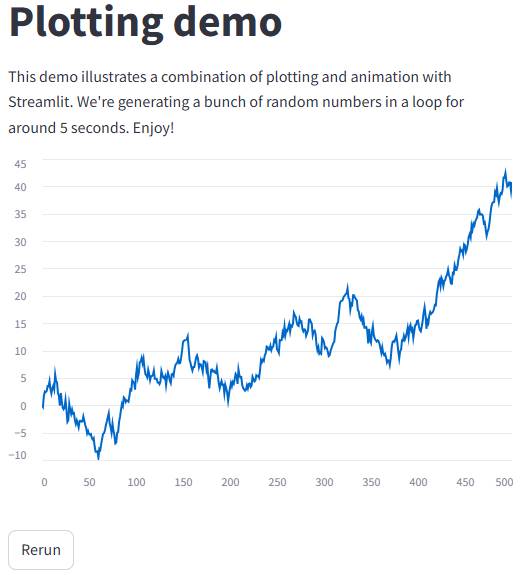 Plotting demo
This demo illustrates a combination of plotting and animation with
Streamlit. We're generating a bunch of random numbers in a loop for
around 5 seconds. Enjoy!
45
40
35
30
25
20
15
10
5
0
−5
−10
0 50 100 150 200 250 300 350 400 450 500
Rerun